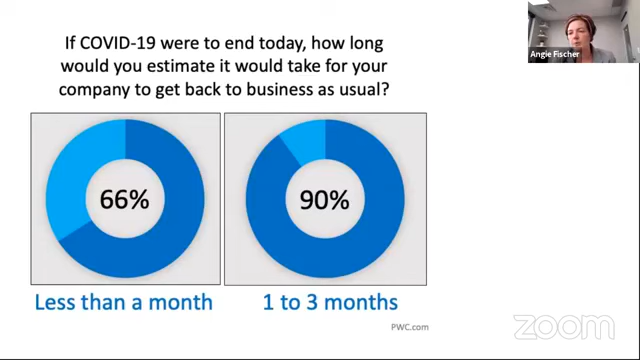 If COVID-19 were to end today, how long
would you estimate it would take for your
company to get back to business as usual?
66%
90%
Less than a month
1 to 3 months
PWC.com
Angie Fischer
zoom